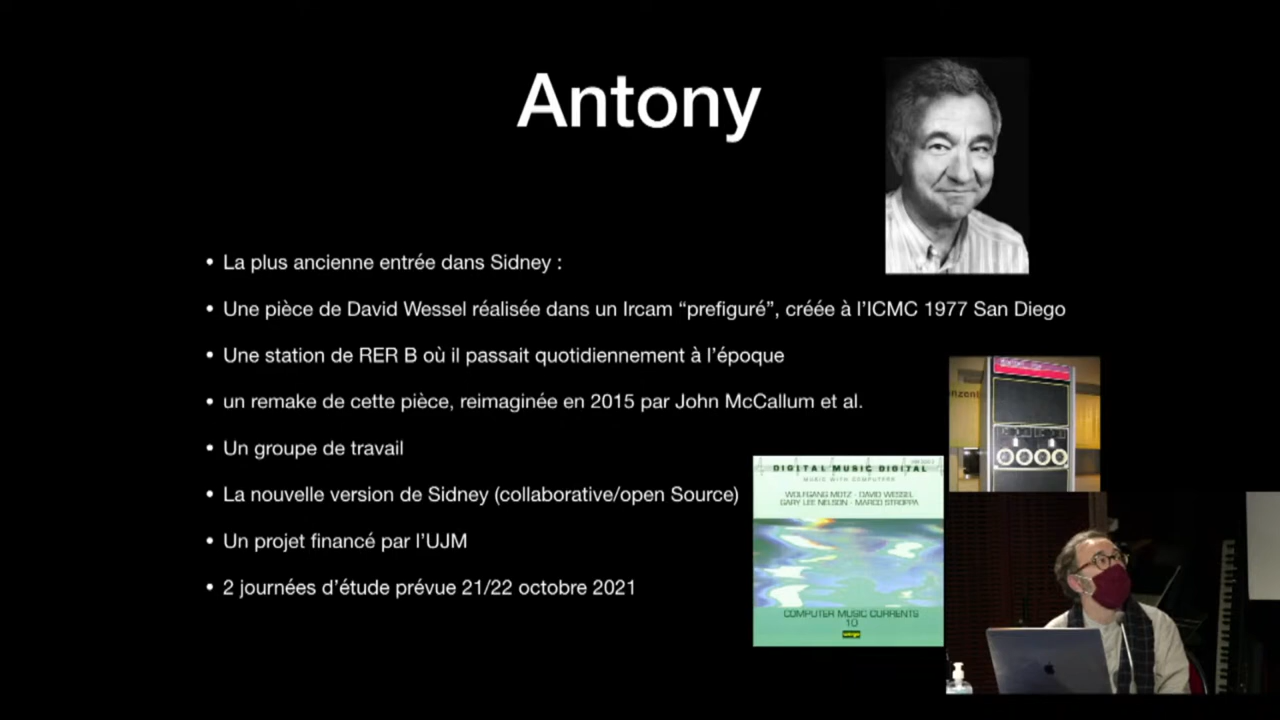 Antony
• La plus ancienne entrée dans Sidney :
• Une pièce de David Wessel réalisée dans un Ircam “prefiguré”, créée à l’ICMC 1977 San Diego
• Une station de RER B où il passait quotidiennement à l’époque
• un remake de cette pièce, reimaginée en 2015 par John McCallum et al.
• Un groupe de travail
• La nouvelle version de Sidney (collaborative/open Source)
• Un projet financé par l’UJM
• 2 journées d’étude prévue 21/22 octobre 2021
DIGITAL MUSIC DIGITAL
MUSIC WITH COMPUTERS
WOLFGANG MOTZ · DAVID WESSEL
GARY LEE NELSON · MARCO STROPPA
COMPUTER MUSIC CURRENTS
10
wergo